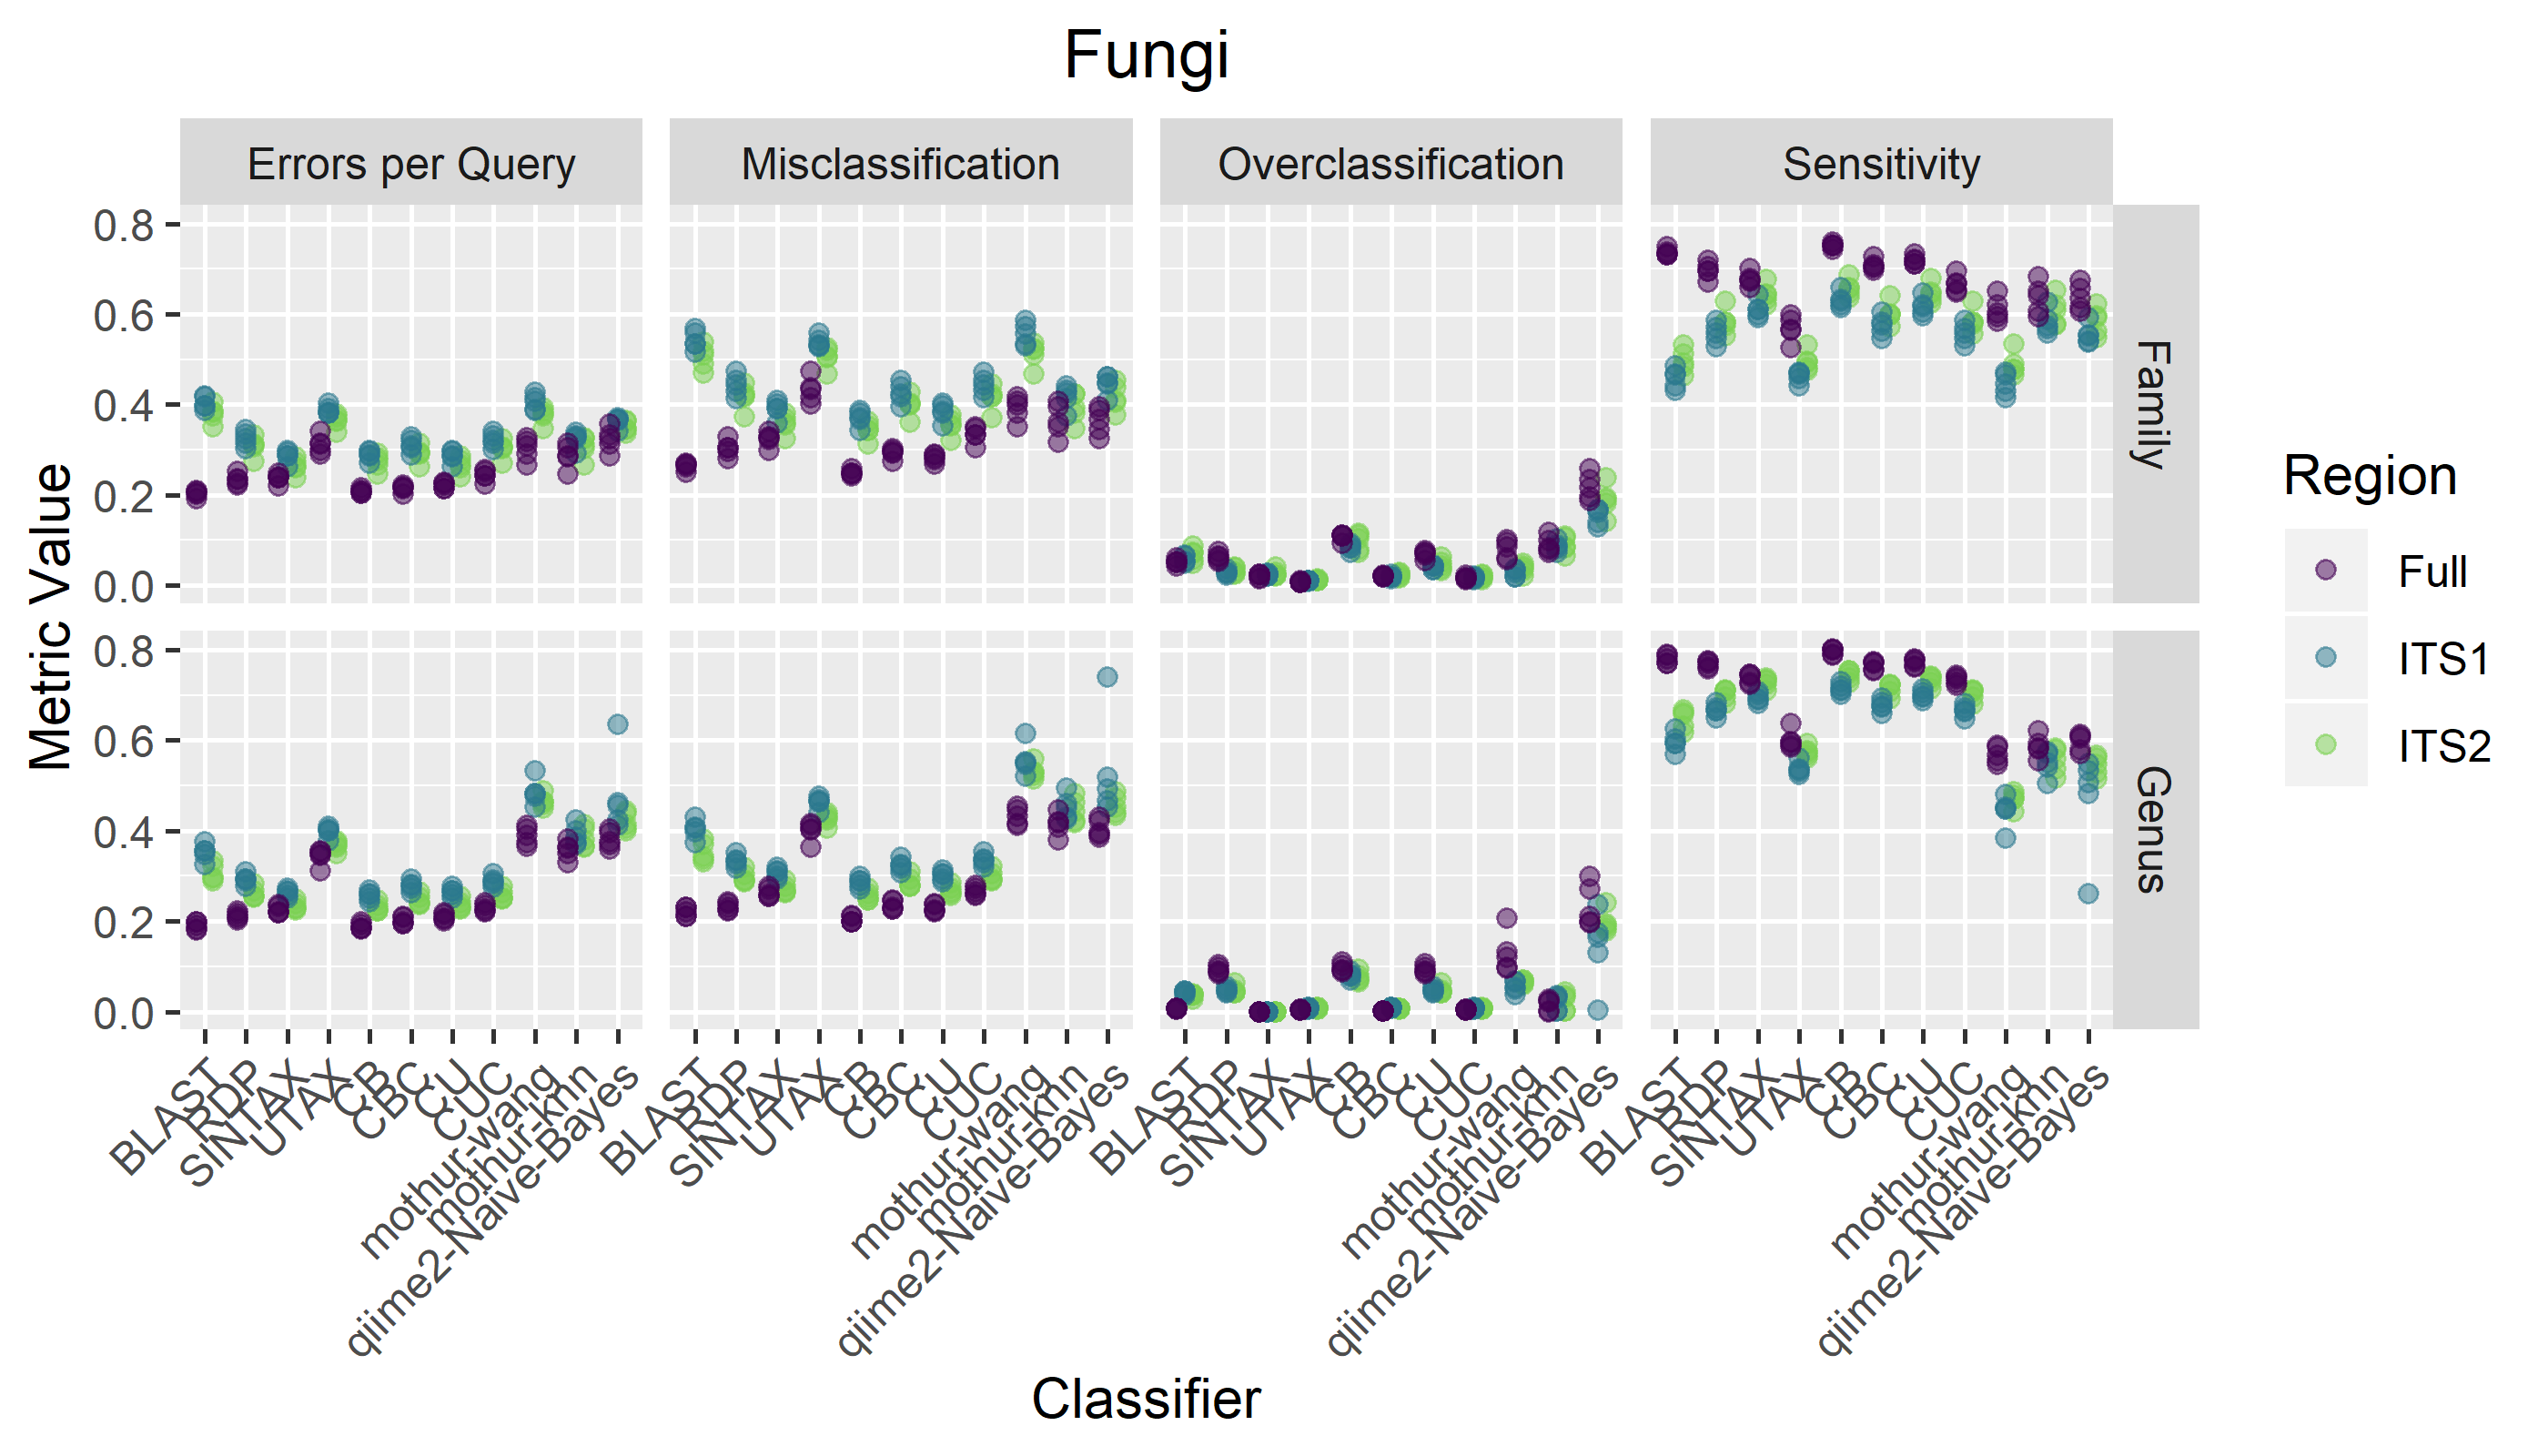 Fungi
Errors per Query
Misclassification
Overclassification
Sensitivity
Metric Value
0.8
0.6
0.4
0.2
0.0
Family
0.8
0.6
0.4
0.2
0.0
Genus
BLAST
RDP
SINTAX
UTAX
CB
CBC
CU
CUC
mothur-wang
mothur-knn
qiime2-Naive-Bayes
BLAST
RDP
SINTAX
UTAX
CB
CBC
CU
CUC
mothur-wang
mothur-knn
qiime2-Naive-Bayes
BLAST
RDP
SINTAX
UTAX
CB
CBC
CU
CUC
mothur-wang
mothur-knn
qiime2-Naive-Bayes
BLAST
RDP
SINTAX
UTAX
CB
CBC
CU
CUC
mothur-wang
mothur-knn
qiime2-Naive-Bayes
Classifier
Region
Full
ITS1
ITS2